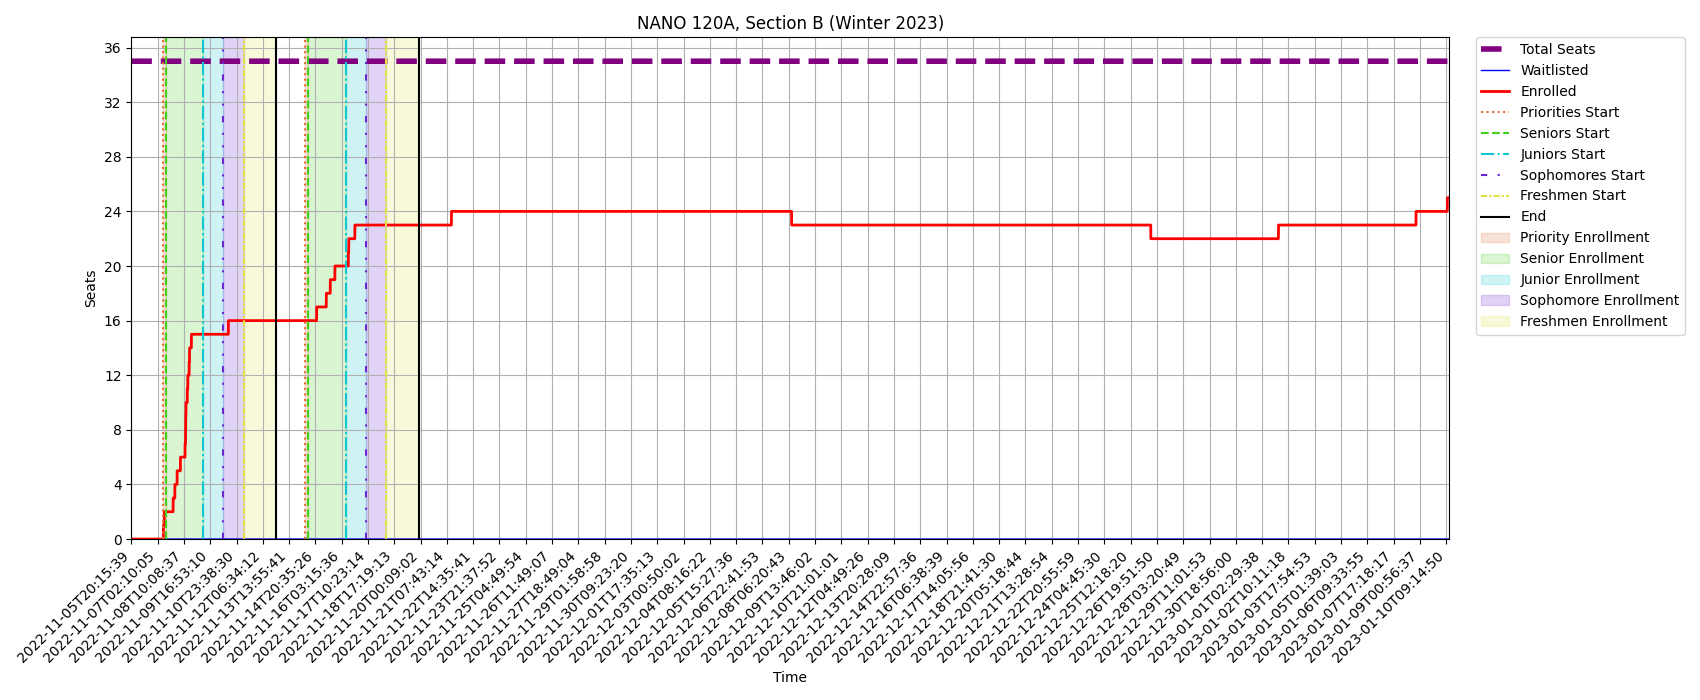 NANO 120A, Section B (Winter 2023)
36
32
28
24
20
16
12
8
4
0
Seats
2022-11-05T20:15:39
2022-11-07T02:10:05
2022-11-08T10:08:37
2022-11-09T16:53:10
2022-11-10T23:38:30
2022-11-12T06:34:12
2022-11-13T13:55:41
2022-11-14T20:35:26
2022-11-16T03:15:36
2022-11-17T10:23:14
2022-11-18T17:19:13
2022-11-20T00:09:02
2022-11-21T07:43:14
2022-11-22T14:35:41
2022-11-23T21:37:52
2022-11-25T04:49:54
2022-11-26T11:49:07
2022-11-27T18:49:04
2022-11-29T01:58:58
2022-11-30T09:23:20
2022-12-01T17:35:13
2022-12-03T00:50:02
2022-12-04T08:16:22
2022-12-05T15:27:36
2022-12-06T22:41:53
2022-12-08T06:20:43
2022-12-09T13:46:02
2022-12-10T21:01:01
2022-12-12T04:49:26
2022-12-13T20:28:09
2022-12-14T22:57:36
2022-12-16T06:38:39
2022-12-17T14:05:56
2022-12-18T21:41:30
2022-12-20T05:18:44
2022-12-21T13:28:54
2022-12-22T20:55:59
2022-12-24T04:45:30
2022-12-25T12:18:20
2022-12-26T19:51:50
2022-12-28T03:20:49
2022-12-29T11:01:53
2022-12-30T18:56:00
2023-01-01T02:29:38
2023-01-02T10:11:18
2023-01-03T17:54:53
2023-01-05T01:39:03
2023-01-06T09:33:55
2023-01-07T17:18:17
2023-01-09T00:56:37
2023-01-10T09:14:50
Time
Total Seats
Waitlisted
Enrolled
Priorities Start
Seniors Start
Juniors Start
Sophomores Start
Freshmen Start
End
Priority Enrollment
Senior Enrollment
Junior Enrollment
Sophomore Enrollment
Freshmen Enrollment